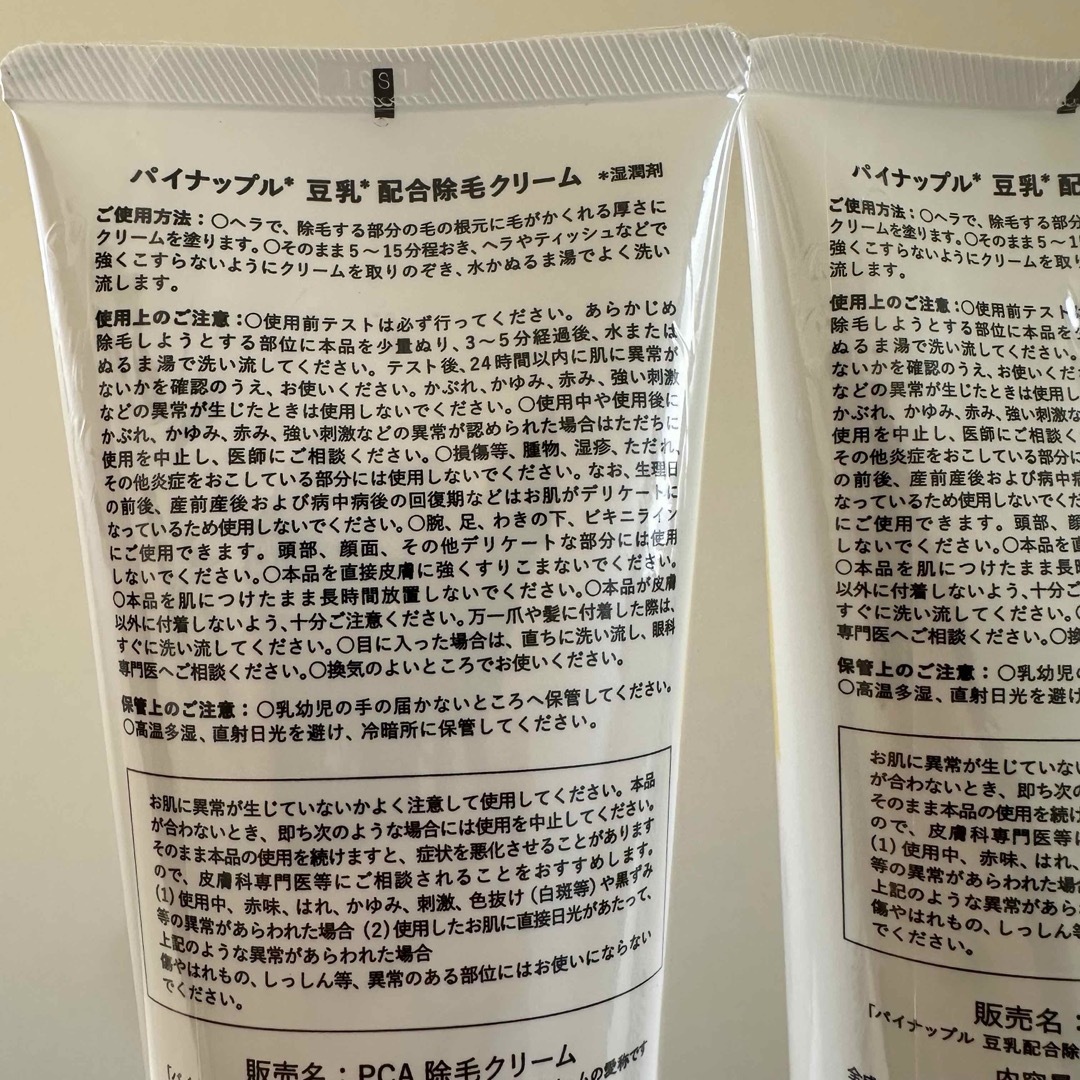 S
パイナップル* 豆乳* 配合除毛クリーム *湿潤剤
ご使用方法：〇ヘラで、除毛する部分の毛の根元に毛がかくれる厚さに
クリームを塗ります。〇そのまま5～15分程おき、ヘラやティッシュなどで
強くこすらないようにクリームを取りのぞき、水かぬるま湯でよく洗い
流します。
使用上のご注意：〇使用前テストは必ず行ってください。あらかじめ
除毛しようとする部位に本品を少量ぬり、3～5分経過後、水または
ぬるま湯で洗い流してください。テスト後、24時間以内に肌に異常が
ないかを確認のうえ、お使いください。かぶれ、かゆみ、赤み、強い刺激
などの異常が生じたときは使用しないでください。〇使用中や使用後に
かぶれ、かゆみ、赤み、強い刺激などの異常が認められた場合はただちに
使用を中止し、医師にご相談ください。〇損傷等、腫物、湿疹、ただれ、
その他炎症をおこしている部分には使用しないでください。なお、生理日
の前後、産前産後および病中病後の回復期などはお肌がデリケートに
なっているため使用しないでください。〇腕、足、わきの下、ビキニライン
にご使用できます。頭部、顔面、その他デリケートな部分には使用
しないでください。〇本品を直接皮膚に強くすりこまないでください。
〇本品を肌につけたまま長時間放置しないでください。〇本品が皮膚
以外に付着しないよう、十分ご注意ください。万一爪や髪に付着した際は、
すぐに洗い流してください。〇目に入った場合は、直ちに洗い流し、眼科
専門医へご相談ください。〇換気のよいところでお使いください。
保管上のご注意：〇乳幼児の手の届かないところへ保管してください。
〇高温多湿、直射日光を避け、冷暗所に保管してください。
お肌に異常が生じていないかよく注意して使用してください。本品
が合わないとき、即ち次のような場合には使用を中止してください。
そのまま本品の使用を続けますと、症状を悪化させることがあります
ので、皮膚科専門医等にご相談されることをおすすめします。
(1)使用中、赤味、はれ、かゆみ、刺激、色抜け(白斑等)や黒ずみ
等の異常があらわれた場合 (2)使用したお肌に直接日光があたって、
上記のような異常があらわれた場合
傷やはれもの、しっしん等、異常のある部位にはお使いにならない
でください。
販売名：PCA 除毛クリーム
「パイナップ
ームの愛称です
パイナップル* 豆乳* 配
ご使用方法：〇ヘラで、除毛する部分
クリームを塗ります。〇そのまま5～1
強くこすらないようにクリームを取り
流します。
使用上のご注意：〇使用前テス
除毛しようとする部位に本品を
ぬるま湯で洗い流してください。
ないかを確認のうえ、お使いくだ
などの異常が生じたときは使用し
かぶれ、かゆみ、赤み、強い刺激
使用を中止し、医師にご相談く
その他炎症をおこしている部分に
の前後、産前産後および病中病
なっているため使用しないでくだ
にご使用できます。頭部、顔
しないでください。〇本品を直
〇本品を肌につけたまま長時
以外に付着しないよう、十分ご
すぐに洗い流してください。〇
専門医へご相談ください。〇換
保管上のご注意：〇乳幼児の
〇高温多湿、直射日光を避け
お肌に異常が生じていない
が合わないとき、即ち次の
そのまま本品の使用を続け
ので、皮膚科専門医等に
(1)使用中、赤味、はれ、
等の異常があらわれた場合
上記のような異常があら
傷やはれもの、しっしん等
でください。
販売名：
「パイナップル 豆乳配合除
内容量